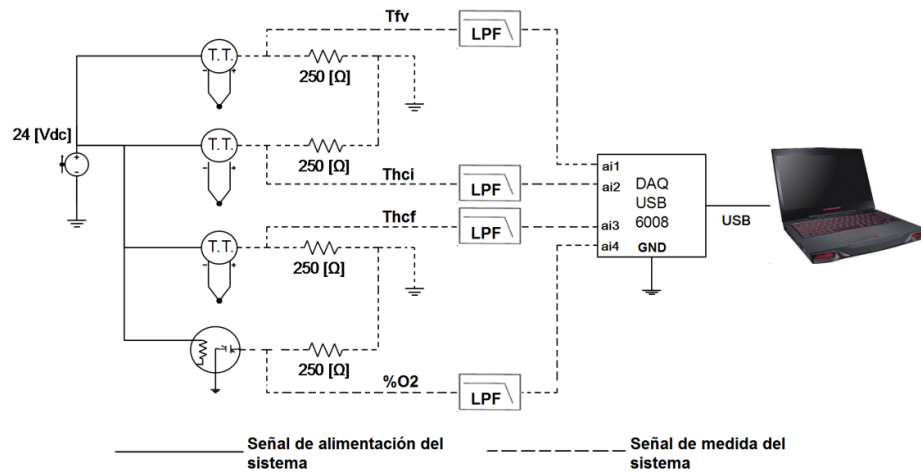 Tfv
LPF
T.T.
- +
250 [Ω]
24 [Vdc]
+
-
T.T.
- +
250 [Ω]
Thci
LPF
ai1
ai2
DAQ
USB
6008
ai3
ai4
GND
USB
Thcf
LPF
T.T.
- +
250 [Ω]
250 [Ω]
%O2
LPF
Señal de alimentación del
sistema
Señal de medida del
sistema